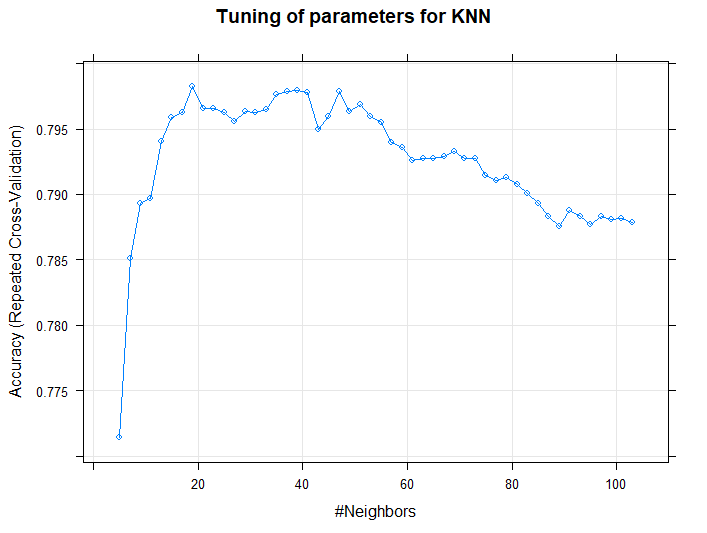 Tuning of parameters for KNN
Accuracy (Repeated Cross-Validation)
0.795
0.790
0.785
0.780
0.775
20 40 60 80 100
#Neighbors